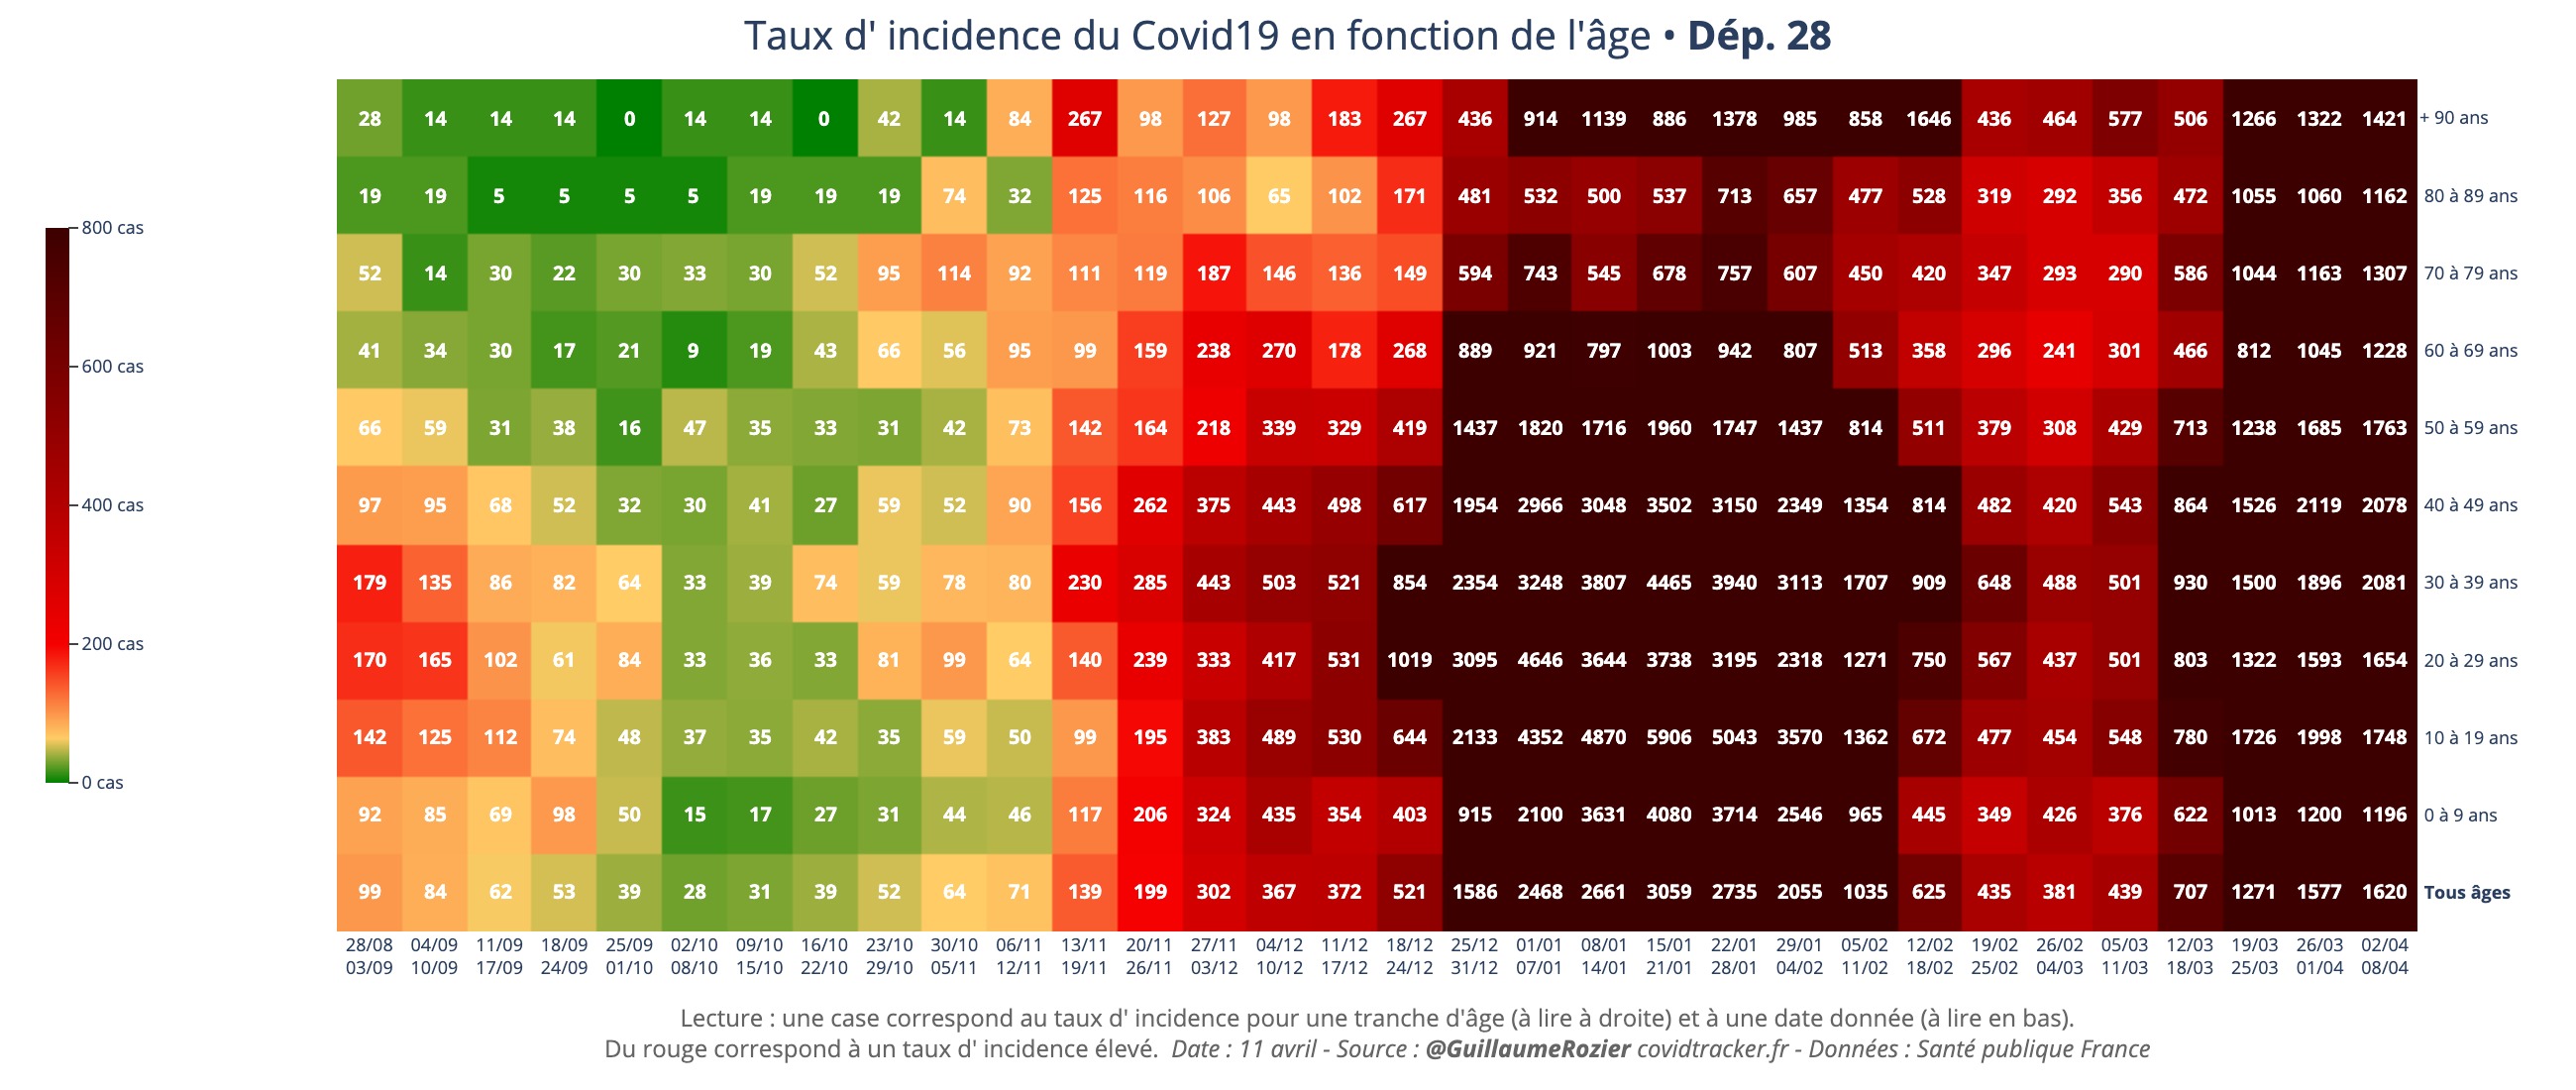 Taux d' incidence du Covid19 en fonction de l'âge • Dép. 28
28 14 14 14 0 14 14 0 42 14 84 267 98 127 98 183 267 436 914 1139 886 1378 985 858 1646 436 464 577 506 1266 1322 1421 + 90 ans
19 19 5 5 5 5 19 19 19 74 32 125 116 106 65 102 171 481 532 500 537 713 657 477 528 319 292 356 472 1055 1060 1162 80 à 89 ans
800 cas
52 14 30 22 30 33 30 52 95 114 92 111 119 187 146 136 149 594 743 545 678 757 607 450 420 347 293 290 586 1044 1163 1307 70 à 79 ans
41 34 30 17 21 9 19 43 66 56 95 99 159 238 270 178 268 889 921 797 1003 942 807 513 358 296 241 301 466 812 1045 1228 60 à 69 ans
600 cas
66 59 31 38 16 47 35 33 31 42 73 142 164 218 339 329 419 1437 1820 1716 1960 1747 1437 814 511 379 308 429 713 1238 1685 1763 50 à 59 ans
400 cas
97 95 68 52 32 30 41 27 59 52 90 156 262 375 443 498 617 1954 2966 3048 3502 3150 2349 1354 814 482 420 543 864 1526 2119 2078 40 à 49 ans
179 135 86 82 64 33 39 74 59 78 80 230 285 443 503 521 854 2354 3248 3807 4465 3940 3113 1707 909 648 488 501 930 1500 1896 2081 30 à 39 ans
200 cas
170 165 102 61 84 33 36 33 81 99 64 140 239 333 417 531 1019 3095 4646 3644 3738 3195 2318 1271 750 567 437 501 803 1322 1593 1654 20 à 29 ans
142 125 112 74 48 37 35 42 35 59 50 99 195 383 489 530 644 2133 4352 4870 5906 5043 3570 1362 672 477 454 548 780 1726 1998 1748 10 à 19 ans
0 cas
92 85 69 98 50 15 17 27 31 44 46 117 206 324 435 354 403 915 2100 3631 4080 3714 2546 965 445 349 426 376 622 1013 1200 1196 0 à 9 ans
99 84 62 53 39 28 31 39 52 64 71 139 199 302 367 372 521 1586 2468 2661 3059 2735 2055 1035 625 435 381 439 707 1271 1577 1620 Tous âges
28/08 04/09 11/09 18/09 25/09 02/10 09/10 16/10 23/10 30/10 06/11 13/11 20/11 27/11 04/12 11/12 18/12 25/12 01/01 08/01 15/01 22/01 29/01 05/02 12/02 19/02 26/02 05/03 12/03 19/03 26/03 02/04
03/09 10/09 17/09 24/09 01/10 08/10 15/10 22/10 29/10 05/11 12/11 19/11 26/11 03/12 10/12 17/12 24/12 31/12 07/01 14/01 21/01 28/01 04/02 11/02 18/02 25/02 04/03 11/03 18/03 25/03 01/04 08/04
Lecture : une case correspond au taux d' incidence pour une tranche d'âge (à lire à droite) et à une date donnée (à lire en bas).
Du rouge correspond à un taux d' incidence élevé. Date : 11 avril - Source : @GuillaumeRozier covidtracker.fr - Données : Santé publique France